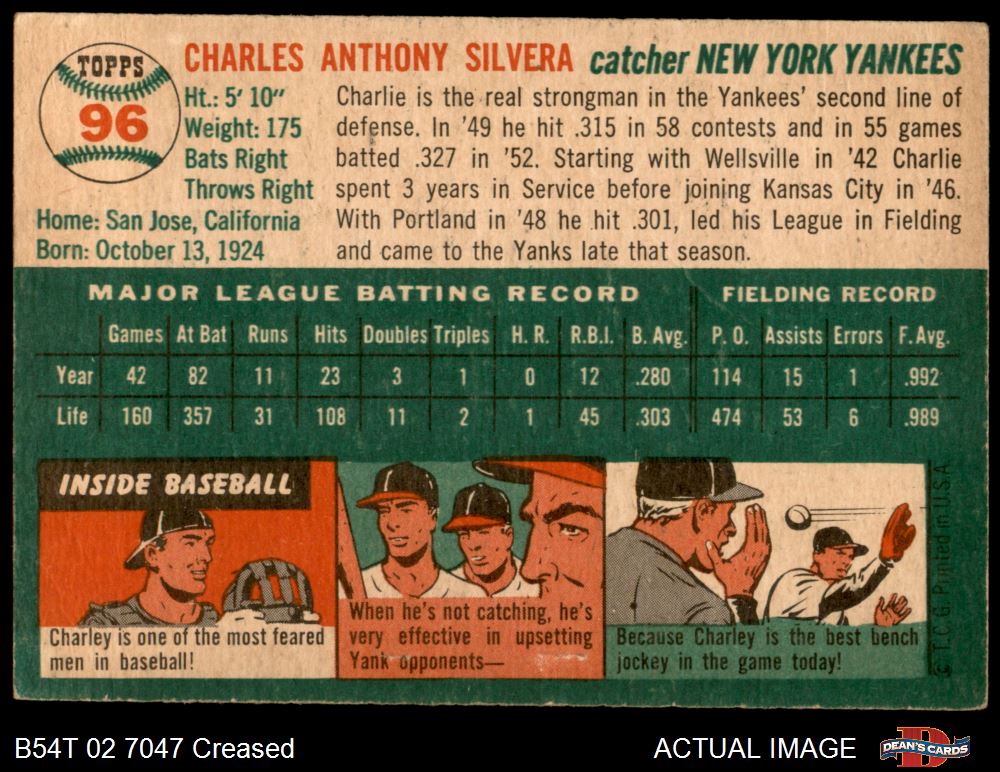 TOPPS
96
CHARLES ANTHONY SILVERA catcher NEW YORK YANKEES
Ht.: 5' 10"
Weight: 175
Bats Right
Throws Right
Home: San Jose, California
Born: October 13, 1924
Charlie is the real strongman in the Yankees' second line of
defense. In '49 he hit .315 in 58 contests and in 55 games
batted .327 in '52. Starting with Wellsville in '42 Charlie
spent 3 years in Service before joining Kansas City in '46.
With Portland in '48 he hit .301, led his League in Fielding
and came to the Yanks late that season.
MAJOR LEAGUE BATTING RECORD FIELDING RECORD
Games At Bat Runs Hits Doubles Triples H. R. R.B.I. B. Avg. P. O. Assists Errors F. Avg.
Year 42 82 11 23 3 1 0 12 .280 114 15 1 .992
Life 160 357 31 108 11 2 1 45 .303 474 53 6 .989
INSIDE BASEBALL
Charley is one of the most feared
men in baseball!
When he's not catching, he's
very effective in upsetting
Yank opponents—
Because Charley is the best bench
jockey in the game today!
© T. C. G. Printed in U.S.A.
B54T 02 7047 Creased
ACTUAL IMAGE
D
DEAN'S CARDS